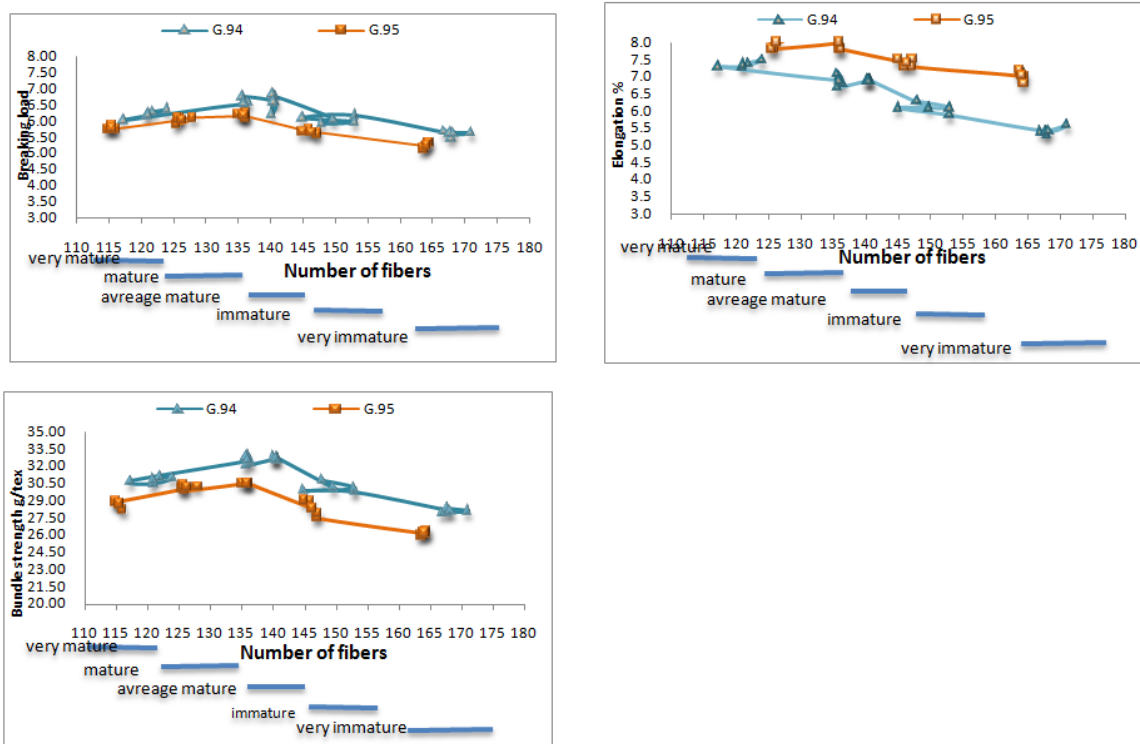 G.94 G.95
Breaking load
8.00
7.50
7.00
6.50
6.00
5.50
5.00
4.50
4.00
3.50
3.00
110 115 120 125 130 135 140 145 150 155 160 165 170 175 180
Number of fibers
very mature
mature
avreage mature
immature
very immature
G.94 G.95
Elongation %
8.0
7.0
6.0
5.5
5.0
4.5
4.0
3.5
3.0
110 115 120 125 130 135 140 145 150 155 160 165 170 175 180
Number of fibers
very mature
mature
avreage mature
immature
very immature
G.94 G.95
Bundle strength g/tex
35.00
33.50
32.00
30.50
29.00
27.50
26.00
24.50
23.00
21.50
20.00
110 115 120 125 130 135 140 145 150 155 160 165 170 175 180
Number of fibers
very mature
mature
avreage mature
immature
very immature